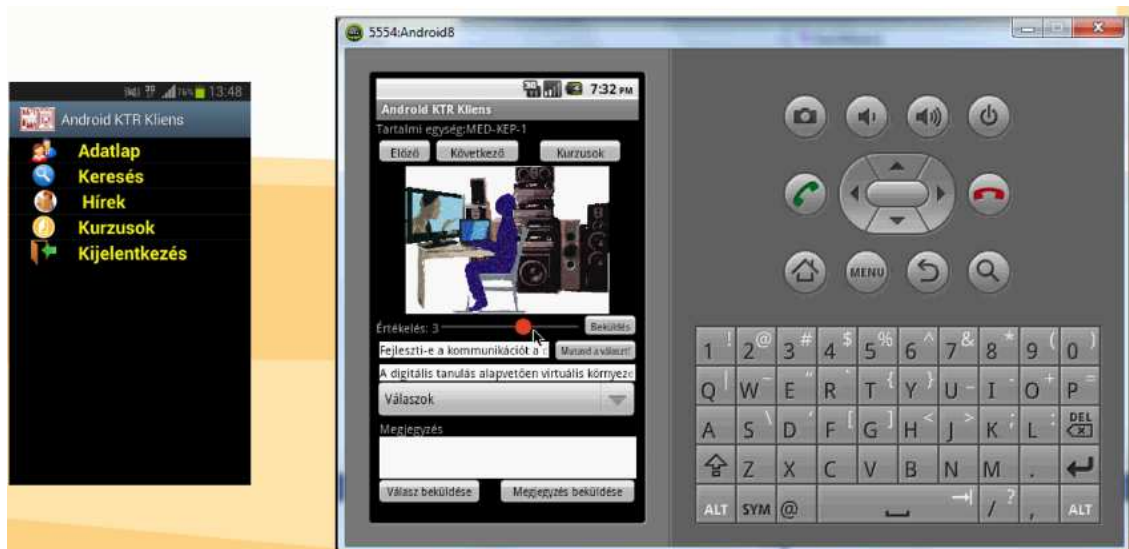 13:48
Android KTR Kliens
Adatlap
Keresés
Hírek
Kurzusok
Kijelentkezés
5554:Android8
7:32 PM
Android KTR Kliens
Tartalmi egység:MED-KEP-1
Előző Következő Kurzusok
Értékelés: 3 Beküldés
Fejleszti-e a kommunikációt a Mutasd a választ!
A digitális tanulás alapvetően virtuális környeze
Válaszok
Megjegyzés
Válasz beküldése Megjegyzés beküldése
MENU
1 ! 2 @ 3 # 4 $ 5 % 6 ^ 7 & 8 * 9 ( 0 )
Q | W ~ E " R ` T { Y } U - I - O + P =
A S \ D ' F [ G ] H < J > K ; L : DEL
Z X C V B N M .
ALT SYM @ / ? , ALT